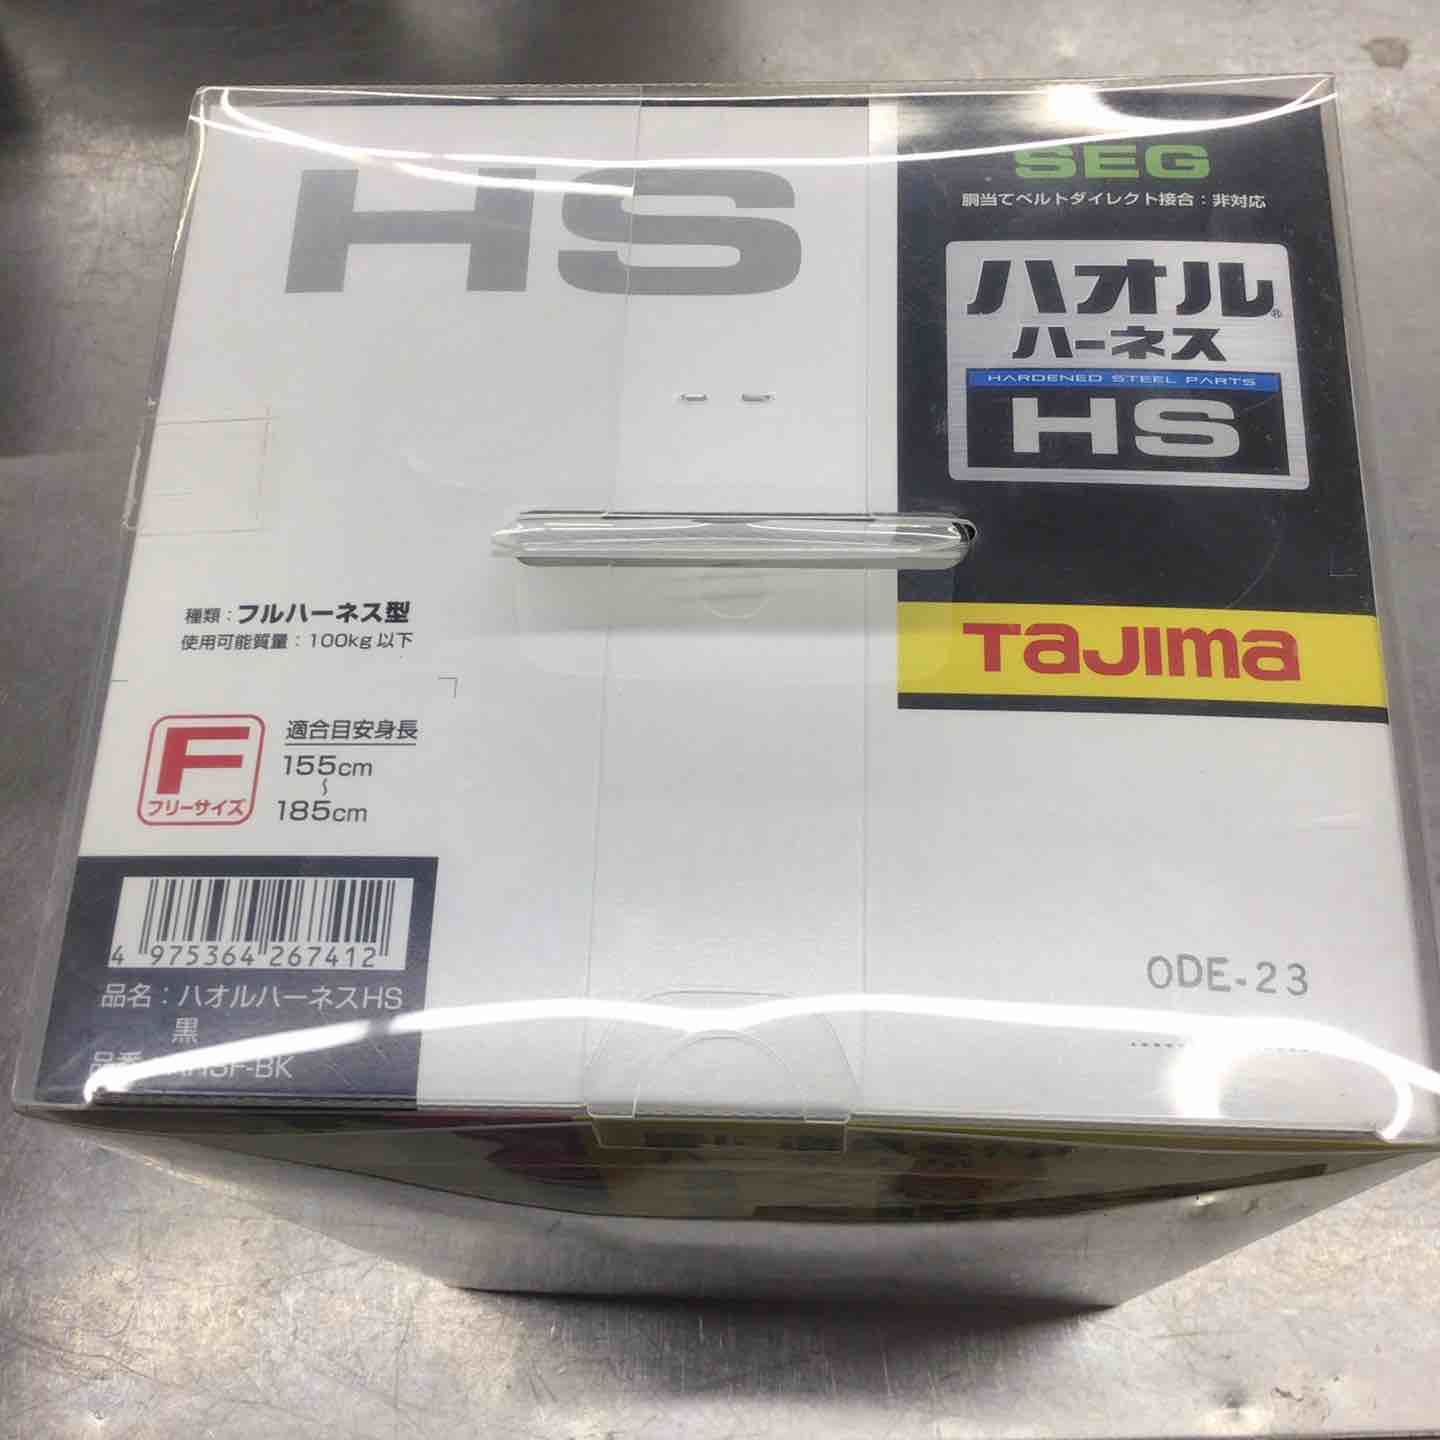 HS
SEG
胴当てベルトダイレクト接合：非対応
ハオル®
ハーネス
HARDENED STEEL PARTS
HS
TaJIma
種類：フルハーネス型
使用可能質量：100kg 以下
F
フリーサイズ
適合目安身長
155cm
～
185cm
4 975364 267412
品名：ハオルハーネスHS
黒
ODE-23